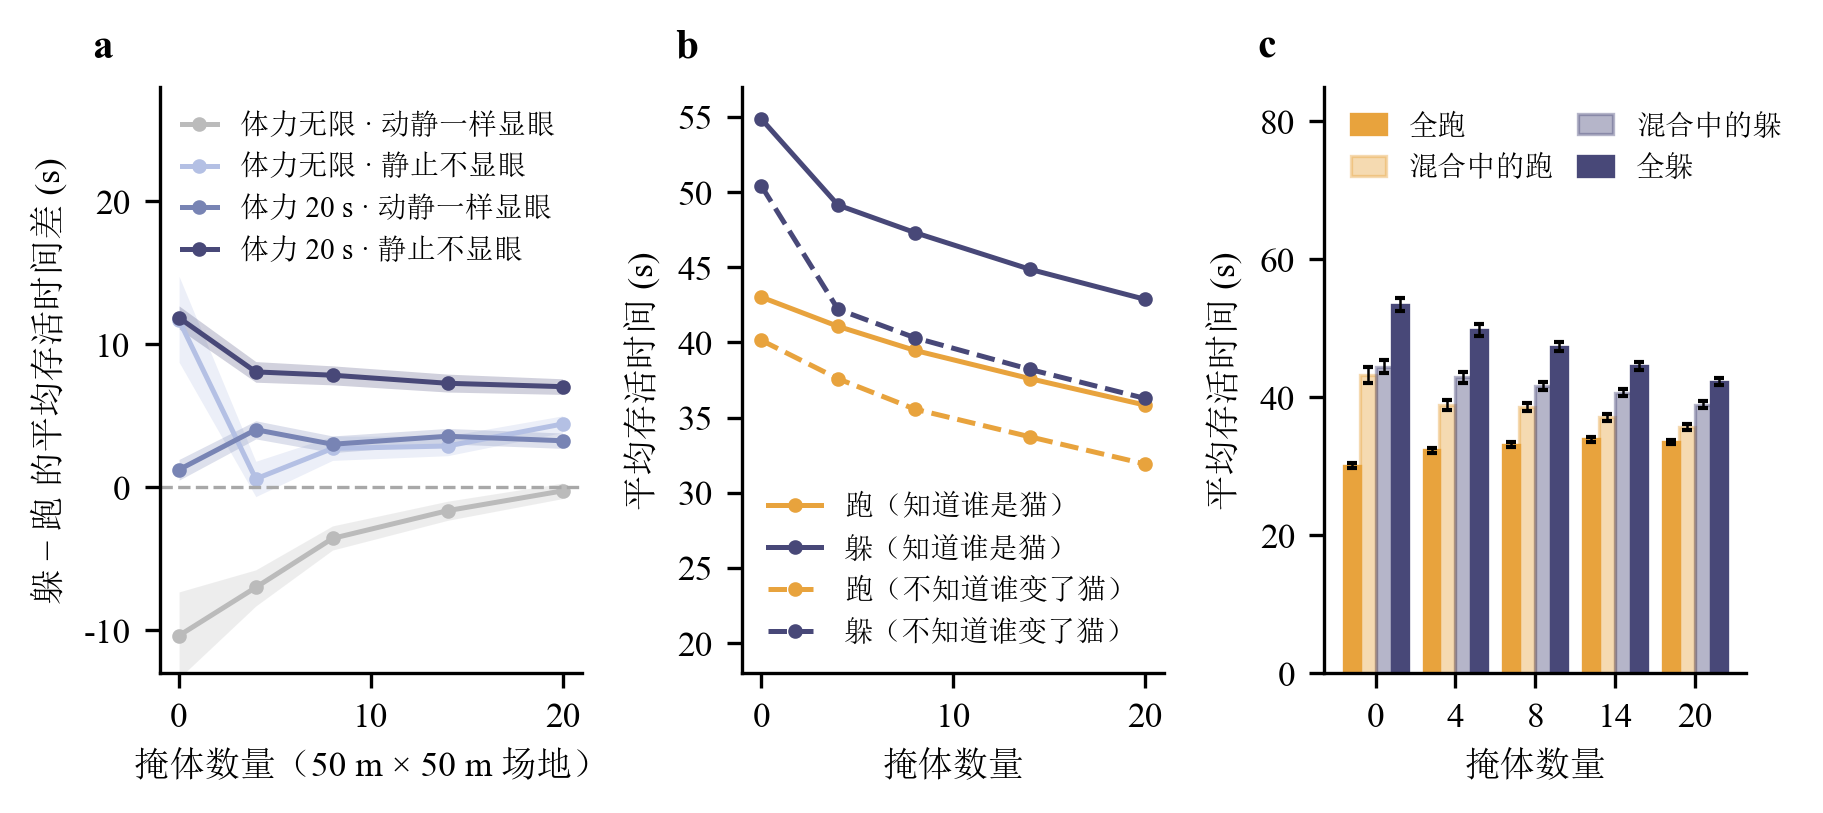 a
体力无限 · 动静一样显眼
体力无限 · 静止不显眼
体力 20 s · 动静一样显眼
体力 20 s · 静止不显眼
躲 − 跑 的平均存活时间差 (s)
20
10
0
-10
0
10
20
掩体数量（50 m × 50 m 场地）
b
平均存活时间 (s)
55
50
45
40
35
30
25
20
跑（知道谁是猫）
躲（知道谁是猫）
跑（不知道谁变了猫）
躲（不知道谁变了猫）
0
10
20
掩体数量
c
全跑
混合中的跑
混合中的躲
全躲
平均存活时间 (s)
80
60
40
20
0
0
4
8
14
20
掩体数量